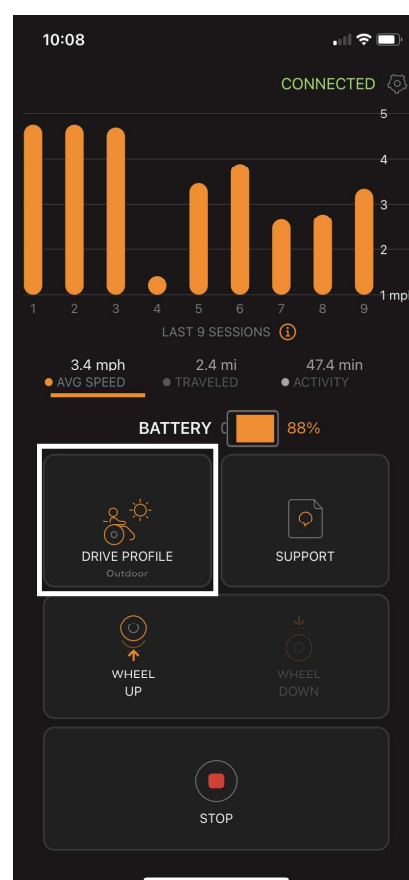 10:08
CONNECTED
5
4
3
2
1 mp
1 2 3 4 5 6 7 8 9
LAST 9 SESSIONS i
3.4 mph 2.4 mi 47.4 min
AVG SPEED TRAVELED ACTIVITY
BATTERY 88%
DRIVE PROFILE
Outdoor
SUPPORT
WHEEL
UP
WHEEL
DOWN
STOP